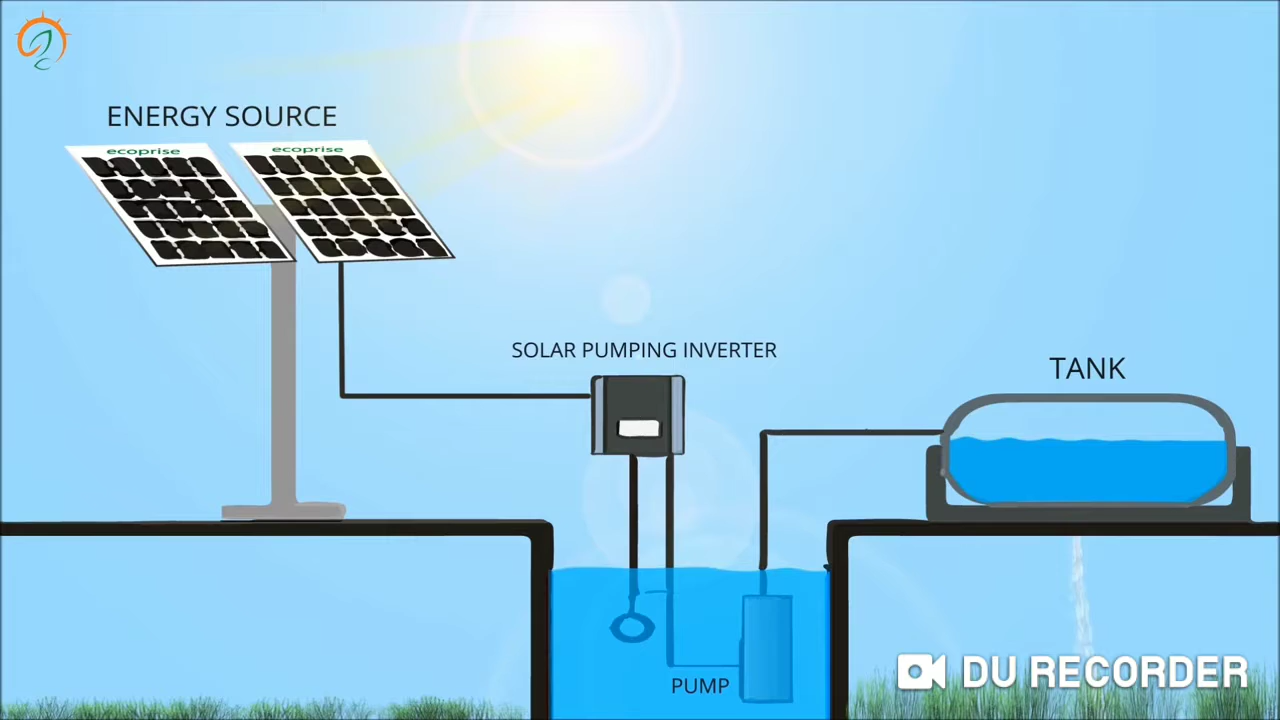 ENERGY SOURCE
ecoprise
ecoprise
SOLAR PUMPING INVERTER
TANK
PUMP
DU RECORDER